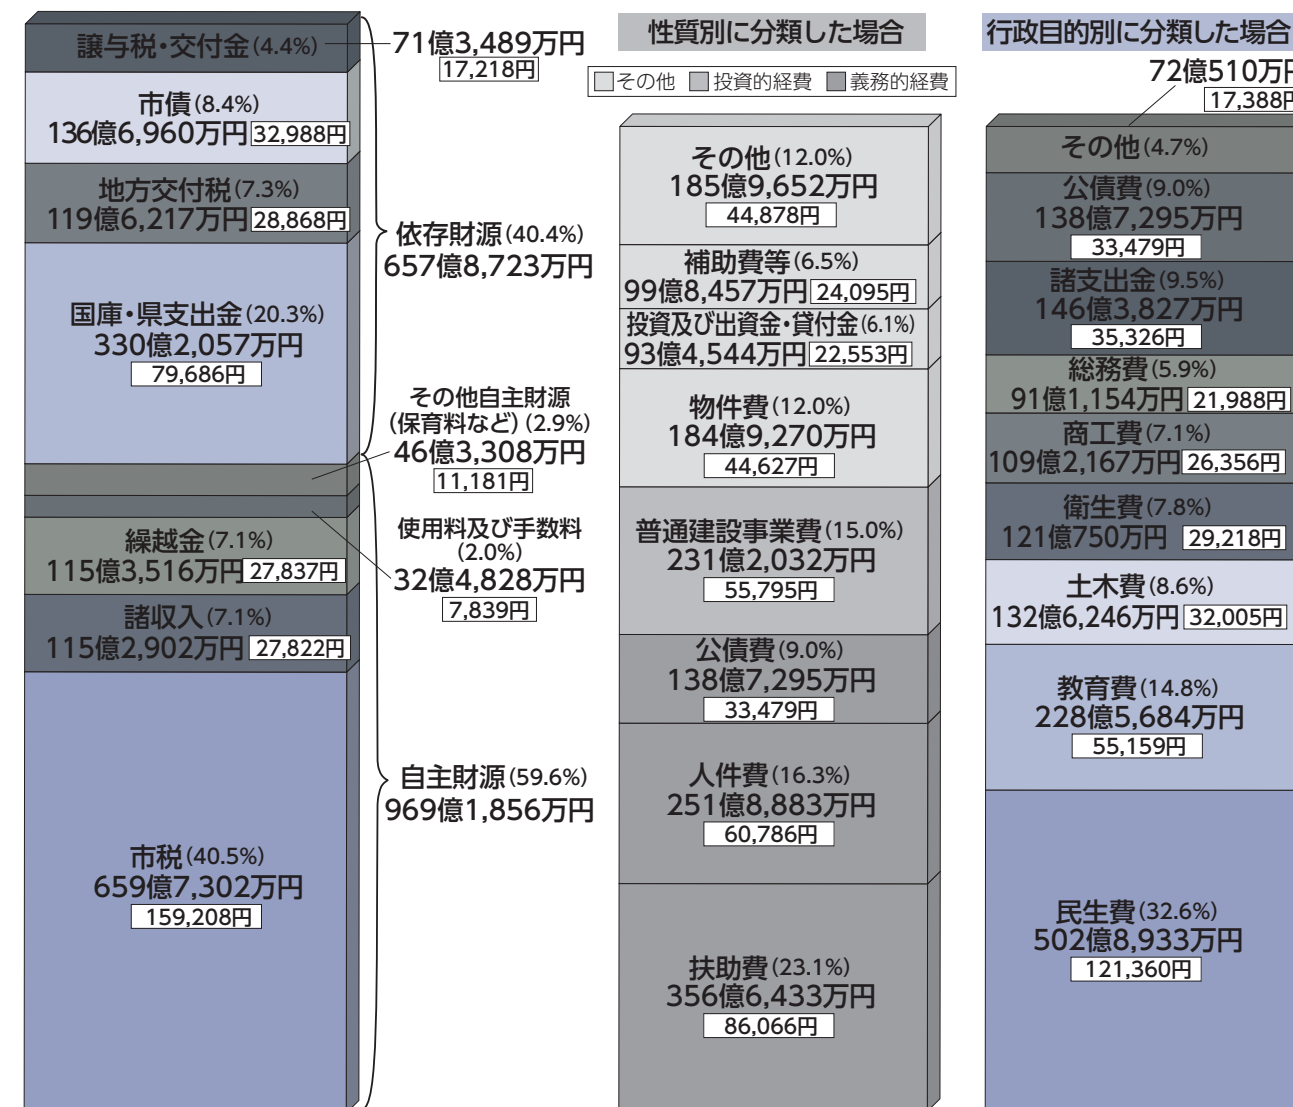 譲与税・交付金(4.4%)
71億3,489万円
17,218円
市債(8.4%)
136億6,960万円 32,988円
地方交付税(7.3%)
119億6,217万円 28,868円
国庫・県支出金(20.3%)
330億2,057万円
79,686円
依存財源(40.4%)
657億8,723万円
その他自主財源
(保育料など)(2.9%)
46億3,308万円
11,181円
使用料及び手数料
(2.0%)
32億4,828万円
7,839円
繰越金(7.1%)
115億3,516万円 27,837円
諸収入(7.1%)
115億2,902万円 27,822円
自主財源(59.6%)
969億1,856万円
市税(40.5%)
659億7,302万円
159,208円
性質別に分類した場合
その他 投資的経費 義務的経費
その他(12.0%)
185億9,652万円
44,878円
補助費等(6.5%)
99億8,457万円 24,095円
投資及び出資金・貸付金(6.1%)
93億4,544万円 22,553円
物件費(12.0%)
184億9,270万円
44,627円
普通建設事業費(15.0%)
231億2,032万円
55,795円
公債費(9.0%)
138億7,295万円
33,479円
人件費(16.3%)
251億8,883万円
60,786円
扶助費(23.1%)
356億6,433万円
86,066円
行政目的別に分類した場合
72億510万円
17,388円
その他(4.7%)
公債費(9.0%)
138億7,295万円
33,479円
諸支出金(9.5%)
146億3,827万円
35,326円
総務費(5.9%)
91億1,154万円 21,988円
商工費(7.1%)
109億2,167万円 26,356円
衛生費(7.8%)
121億750万円 29,218円
土木費(8.6%)
132億6,246万円 32,005円
教育費(14.8%)
228億5,684万円
55,159円
民生費(32.6%)
502億8,933万円
121,360円